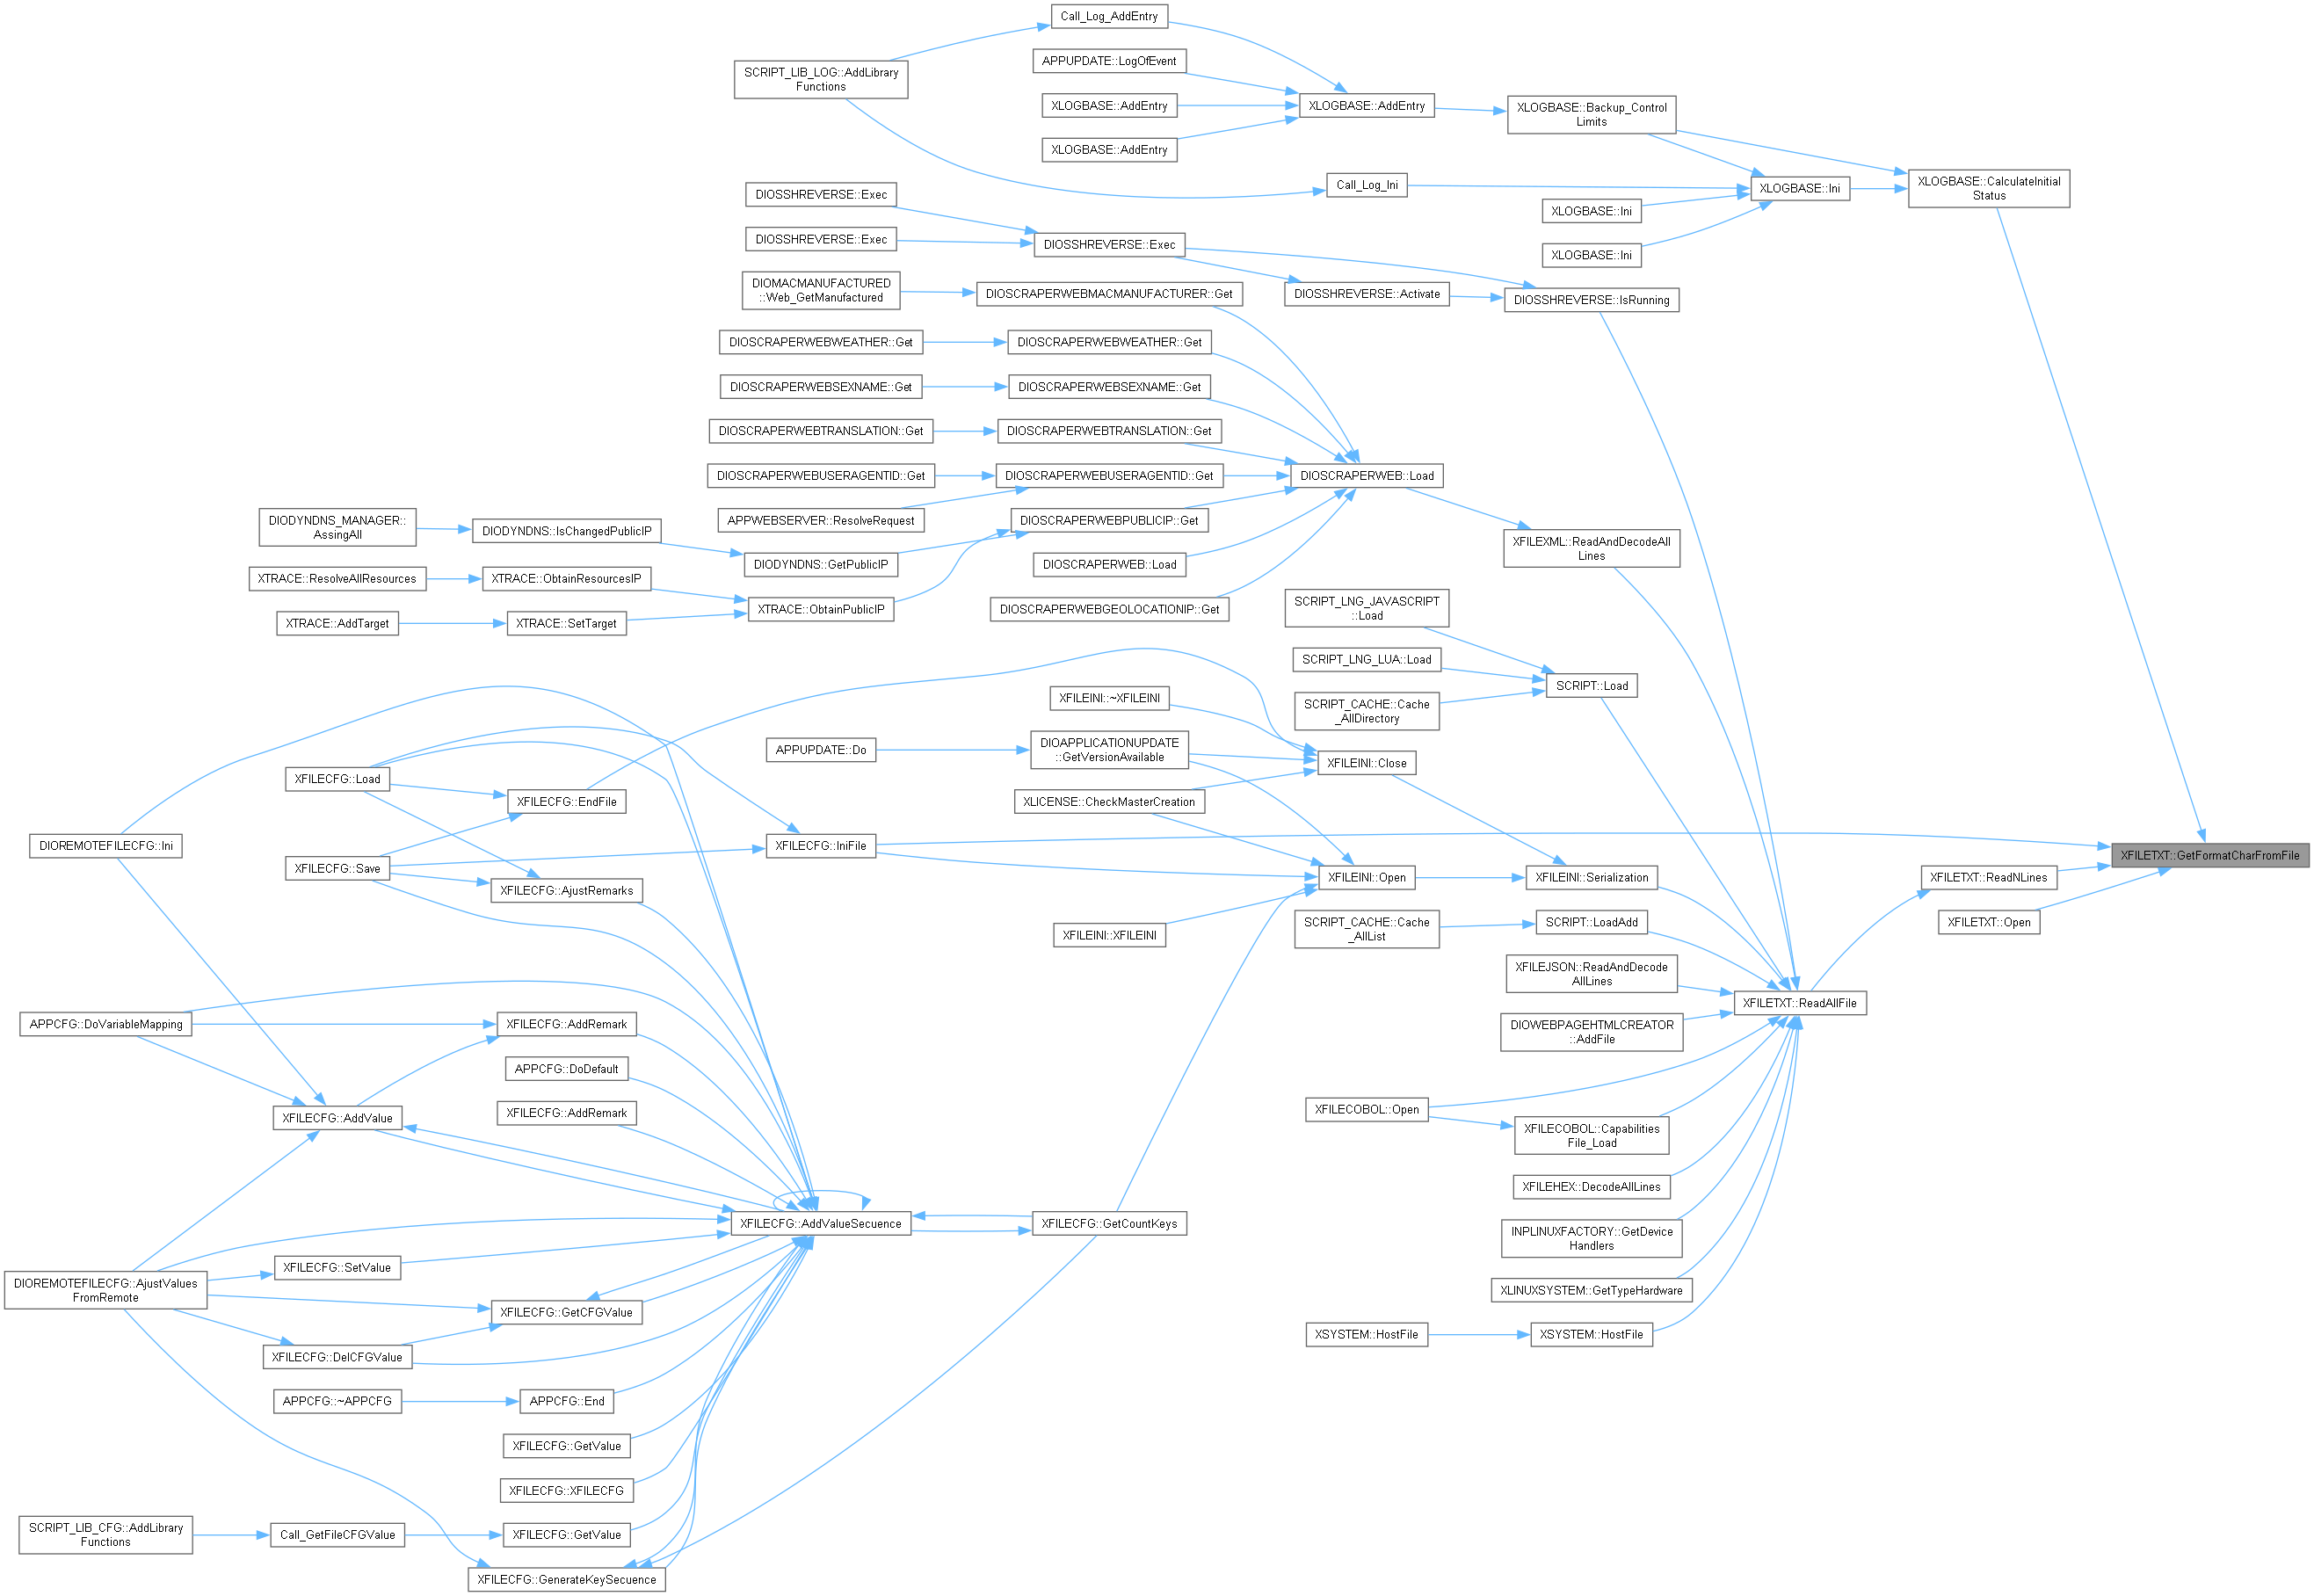 Call_Log_AddEntry
SCRIPT_LIB_LOG::AddLibrary
Functions
APPUPDATE::LogOfEvent
XLOGBASE::AddEntry
XLOGBASE::AddEntry
XLOGBASE::AddEntry
XLOGBASE::Backup_Control
Limits
Call_Log_Ini
XLOGBASE::Ini
XLOGBASE::CalculateInitial
Status
XLOGBASE::Ini
XLOGBASE::Ini
DIOSSHREVERSE::Exec
DIOSSHREVERSE::Exec
DIOSSHREVERSE::Exec
DIOMACMANUFACTURED
::Web_GetManufactured
DIOSCRAPERWEBMACMANUFACTURER::Get
DIOSSHREVERSE::Activate
DIOSSHREVERSE::IsRunning
DIOSCRAPERWEBWEATHER::Get
DIOSCRAPERWEBWEATHER::Get
DIOSCRAPERWEBSEXNAME::Get
DIOSCRAPERWEBSEXNAME::Get
DIOSCRAPERWEBTRANSLATION::Get
DIOSCRAPERWEBTRANSLATION::Get
DIOSCRAPERWEBUSERAGENTID::Get
DIOSCRAPERWEBUSERAGENTID::Get
DIOSCRAPERWEB::Load
DIODYNDNS_MANAGER::
AssingAll
DIODYNDNS::IsChangedPublicIP
APPWEBSERVER::ResolveRequest
DIOSCRAPERWEBPUBLICIP::Get
XFILEXML::ReadAndDecodeAll
Lines
DIODYNDNS::GetPublicIP
DIOSCRAPERWEB::Load
XTRACE::ResolveAllResources
XTRACE::ObtainResourcesIP
XTRACE::ObtainPublicIP
DIOSCRAPERWEBGEOLOCATIONIP::Get
SCRIPT_LNG_JAVASCRIPT
::Load
XTRACE::AddTarget
XTRACE::SetTarget
SCRIPT_LNG_LUA::Load
SCRIPT::Load
XFILEINI::~XFILEINI
SCRIPT_CACHE::Cache
_AllDirectory
APPUPDATE::Do
DIOAPPLICATIONUPDATE
::GetVersionAvailable
XFILEINI::Close
XFILECFG::Load
XFILECFG::EndFile
XLICENSE::CheckMasterCreation
DIOREMOTEFILECFG::Ini
XFILECFG::IniFile
XFILETXT::GetFormatCharFromFile
XFILECFG::Save
XFILECFG::AjustRemarks
XFILEINI::Open
XFILEINI::Serialization
XFILETXT::ReadNLines
XFILEINI::XFILEINI
SCRIPT_CACHE::Cache
_AllList
SCRIPT::LoadAdd
XFILETXT::Open
XFILEJSON::ReadAndDecode
AllLines
XFILETXT::ReadAllFile
APPCFG::DoVariableMapping
XFILECFG::AddRemark
DIOWEBPAGEHTMLCREATOR
::AddFile
APPCFG::DoDefault
XFILECFG::AddValue
XFILECFG::AddRemark
XFILECOBOL::Open
XFILECOBOL::Capabilities
File_Load
XFILEHEX::DecodeAllLines
XFILECFG::AddValueSecuence
XFILECFG::GetCountKeys
INPLINUXFACTORY::GetDevice
Handlers
DIOREMOTEFILECFG::AjustValues
FromRemote
XFILECFG::SetValue
XLINUXSYSTEM::GetTypeHardware
XFILECFG::GetCFGValue
XSYSTEM::HostFile
XSYSTEM::HostFile
XFILECFG::DelCFGValue
APPCFG::~APPCFG
APPCFG::End
XFILECFG::GetValue
XFILECFG::XFILECFG
SCRIPT_LIB_CFG::AddLibrary
Functions
Call_GetFileCFGValue
XFILECFG::GetValue
XFILECFG::GenerateKeySecuence